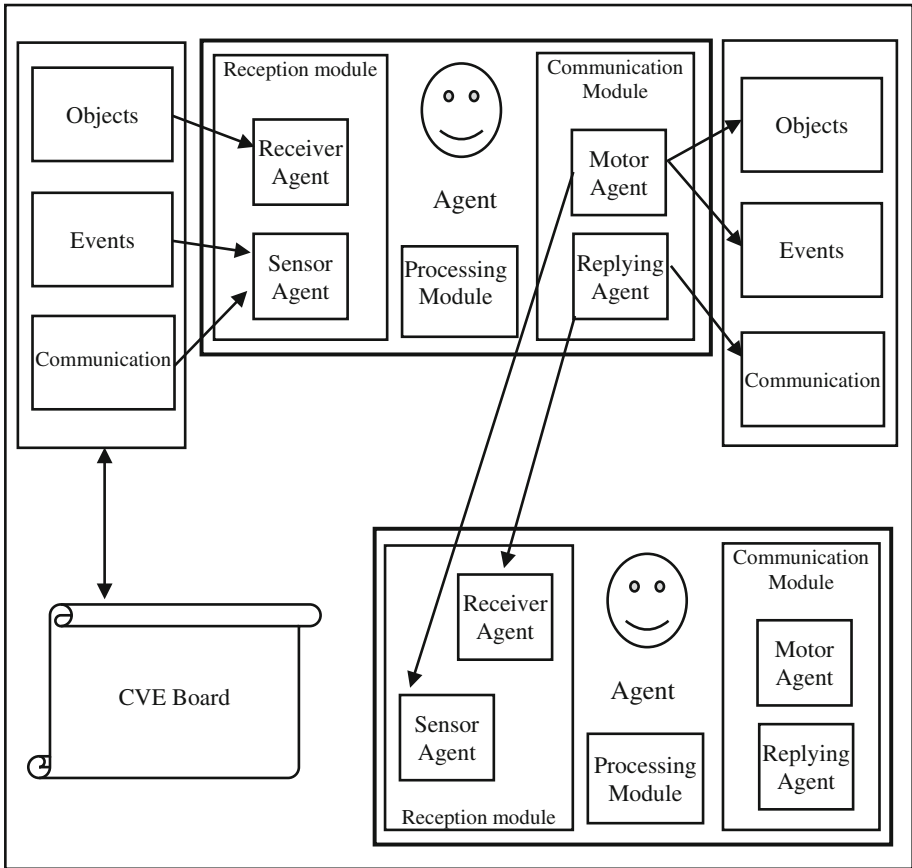 Objects
Events
Communication
Reception module
Receiver
Agent
Sensor
Agent
Agent
Processing
Module
Communication
Module
Motor
Agent
Replying
Agent
Objects
Events
Communication
CVE Board
Receiver
Agent
Sensor
Agent
Reception module
Agent
Processing
Module
Communication
Module
Motor
Agent
Replying
Agent